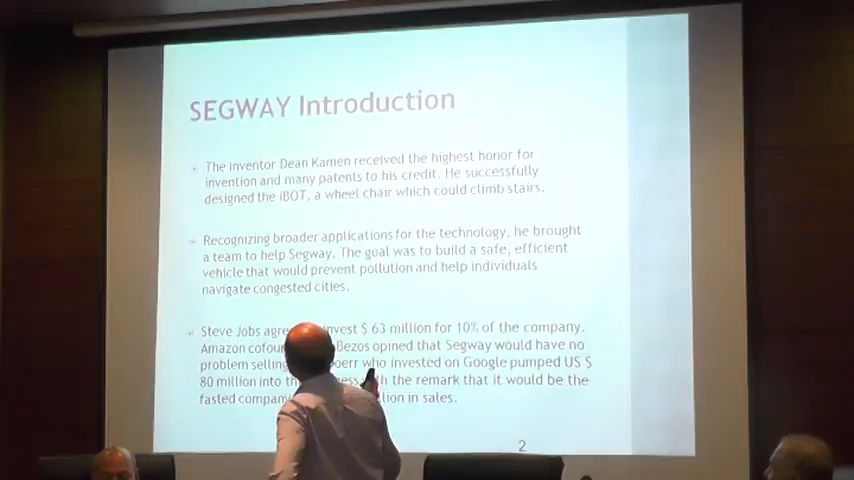 SEGWAY Introduction
The inventor Dean Kamen received the highest honor for
invention and many patents to his credit. He successfully
designed the iBOT, a wheel chair which could climb stairs.
Recognizing broader applications for the technology, he brought
a team to help Segway. The goal was to build a safe, efficient
vehicle that would prevent pollution and help individuals
navigate congested cities.
Steve Jobs invest $ 63 million for 10% of the company.
Amazon Bezos opined that Segway would have no
problem selling who invested on Google pumped US $
80 million into the remark that it would be the
fasted company in sales.
2